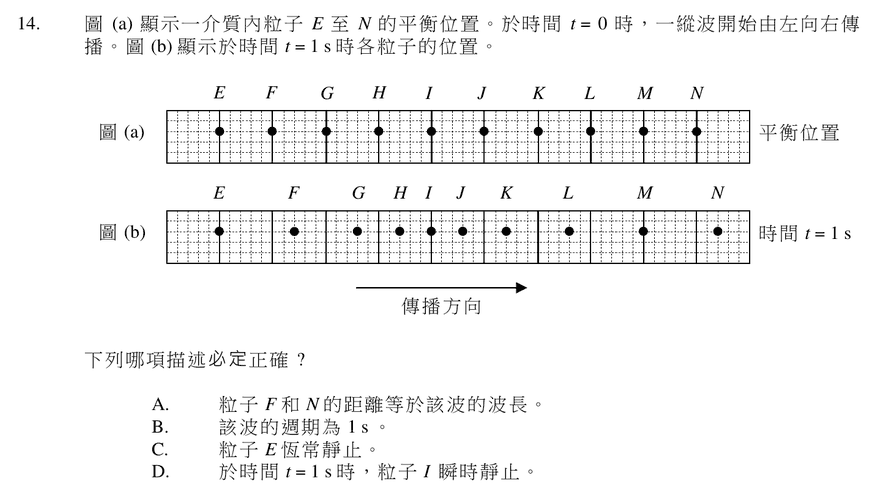 14. 圖 (a) 顯示一介質內粒子 E 至 N 的平衡位置。於時間 t = 0 時，一縱波開始由左向右傳
播。圖 (b) 顯示於時間 t = 1 s 時各粒子的位置。
E F G H I J K L M N
圖 (a) 平衡位置
E F G H I J K L M N
圖 (b) 時間 t = 1 s
傳播方向
下列哪項描述必定正確？
A. 粒子 F 和 N 的距離等於該波的波長。
B. 該波的週期為 1 s 。
C. 粒子 E 恆常靜止。
D. 於時間 t = 1 s 時，粒子 I 瞬時靜止。